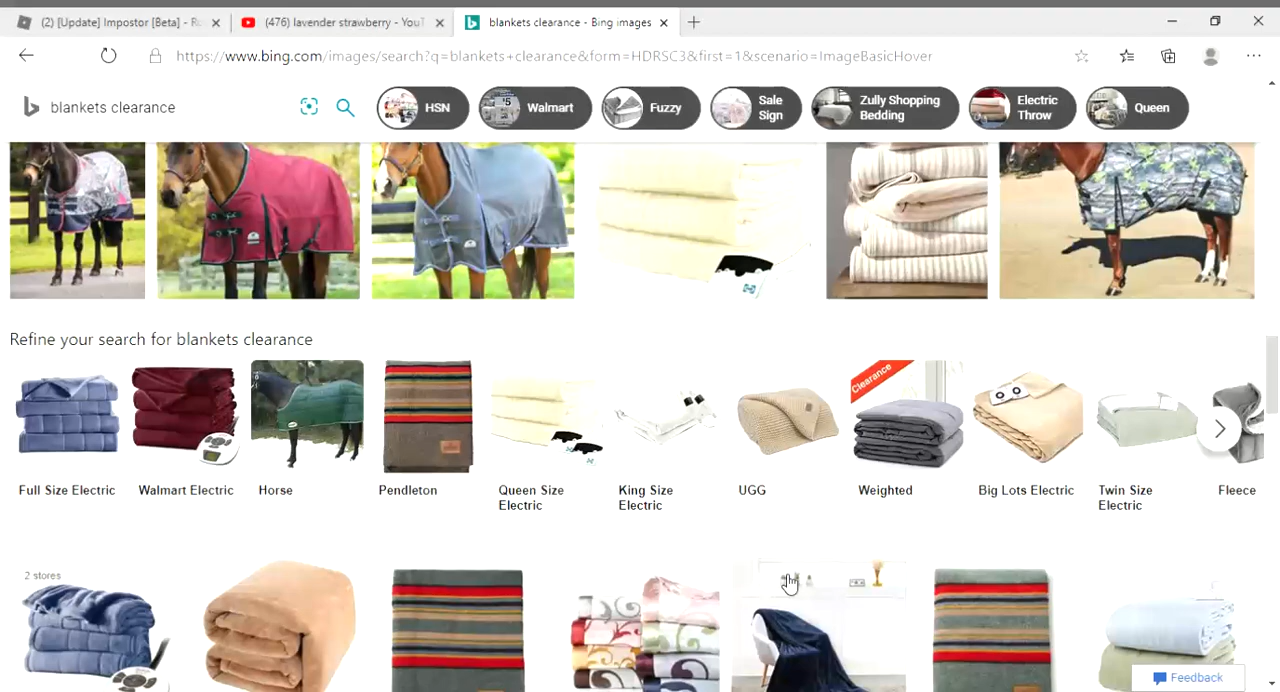 (2) [Update] Impostor [Beta] - Ro
(476) lavender strawberry - YouT
blankets clearance - Bing images
https://www.bing.com/images/search?q=blankets+clearance&form=HDRSC3&first=1&scenario=ImageBasicHover
blankets clearance
HSN
Walmart
Fuzzy
Sale
Sign
Zully Shopping
Bedding
Electric
Throw
Queen
Refine your search for blankets clearance
Clearance
Full Size Electric
Walmart Electric
Horse
Pendleton
Queen Size
Electric
King Size
Electric
UGG
Weighted
Big Lots Electric
Twin Size
Electric
Fleece
2 stores
Feedback